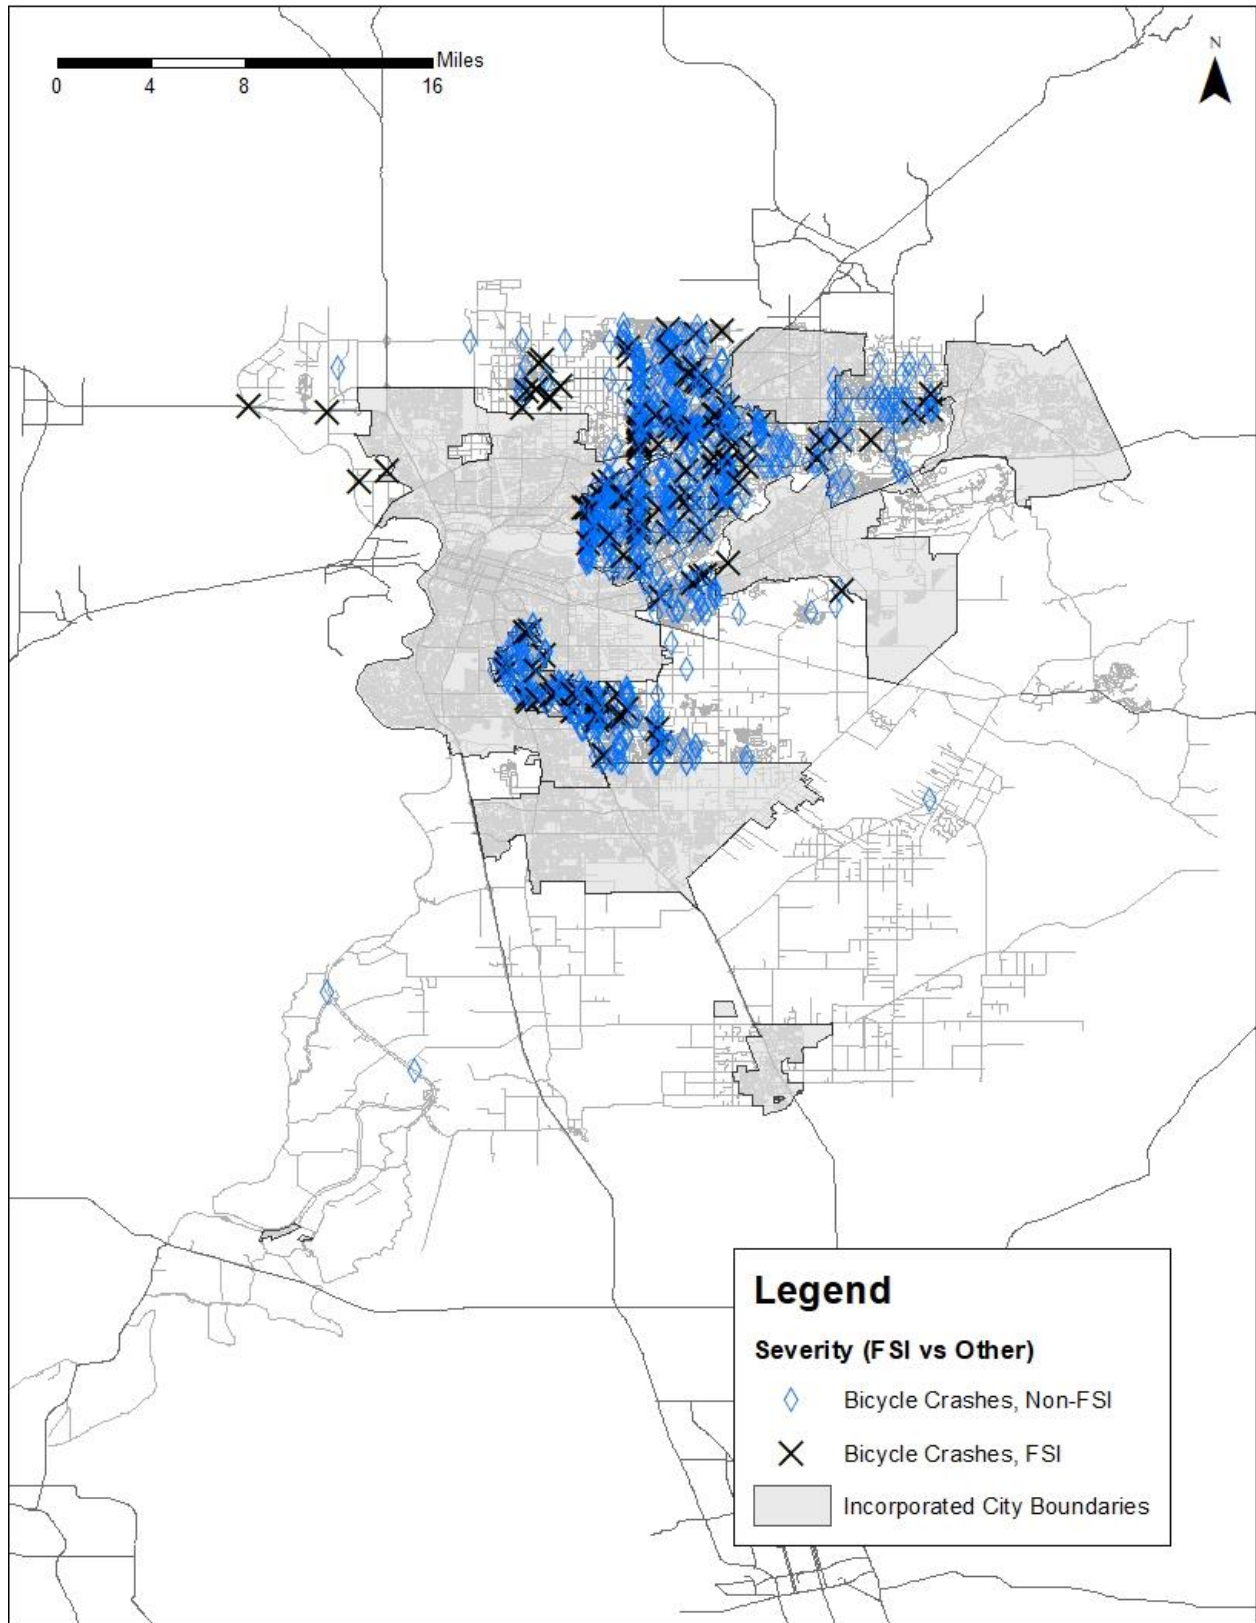 N
Miles
0 4 8 16
Legend
Severity (FSI vs Other)
Bicycle Crashes, Non-FSI
Bicycle Crashes, FSI
Incorporated City Boundaries